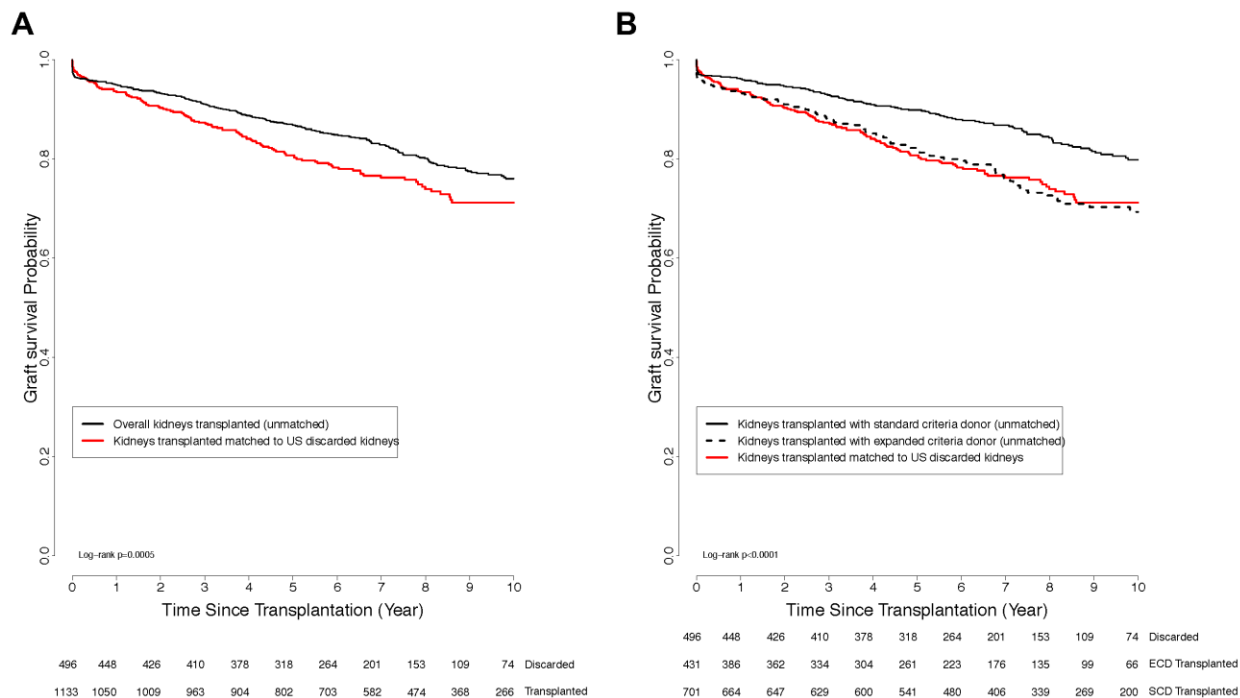 A
Graft survival Probability
1.0
0.8
0.6
0.4
0.2
0.0
Overall kidneys transplanted (unmatched)
Kidneys transplanted matched to US discarded kidneys
Log-rank p=0.0005
0 1 2 3 4 5 6 7 8 9 10
Time Since Transplantation (Year)
496 448 426 410 378 318 264 201 153 109 74 Discarded
1133 1050 1009 963 904 802 703 582 474 368 266 Transplanted
B
Graft survival Probability
1.0
0.8
0.6
0.4
0.2
0.0
Kidneys transplanted with standard criteria donor (unmatched)
Kidneys transplanted with expanded criteria donor (unmatched)
Kidneys transplanted matched to US discarded kidneys
Log-rank p<0.0001
0 1 2 3 4 5 6 7 8 9 10
Time Since Transplantation (Year)
496 448 426 410 378 318 264 201 153 109 74 Discarded
431 386 362 334 304 261 223 176 135 99 66 ECD Transplanted
701 664 647 629 600 541 480 406 339 269 200 SCD Transplanted